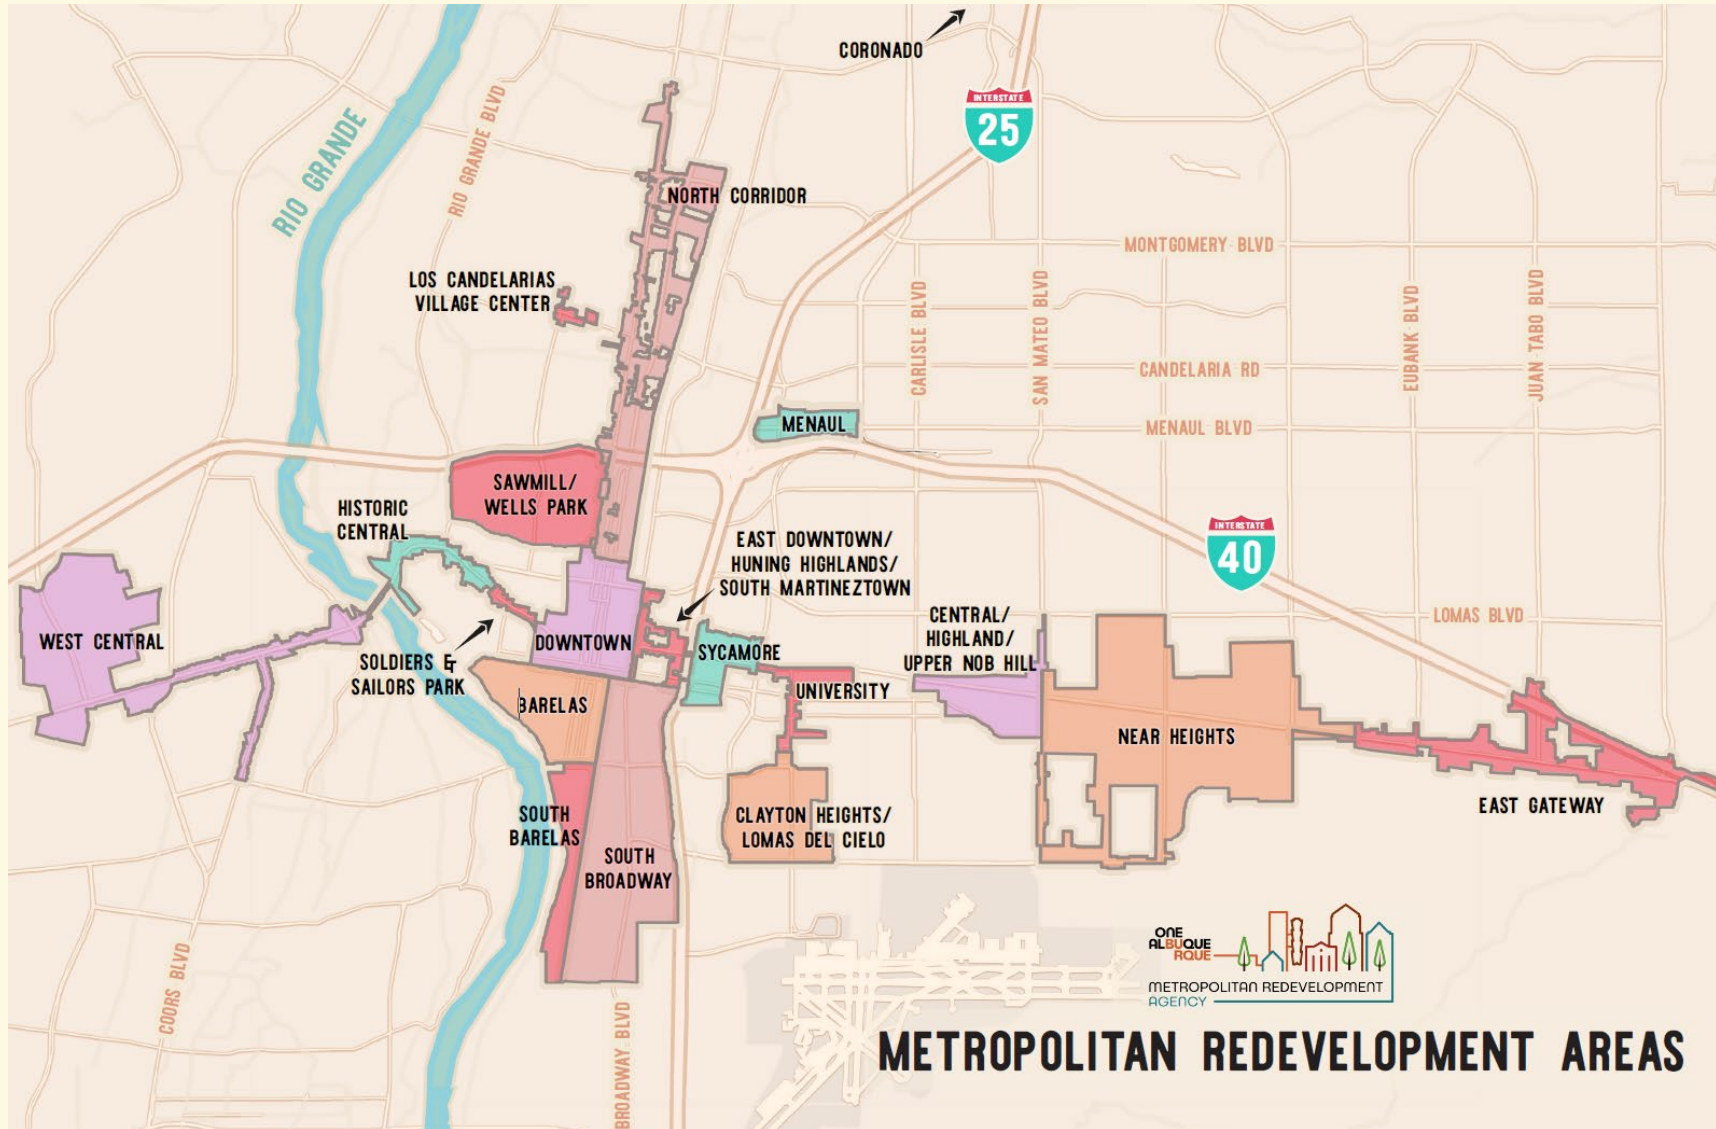 CORONADO
INTERSTATE
25
RIO GRANDE
RIO GRANDE BLVD
NORTH CORRIDOR
MONTGOMERY BLVD
LOS CANDELARIAS
VILLAGE CENTER
CARLISLE BLVD
SAN MATEO BLVD
EUBANK BLVD
JUAN TABO BLVD
CANDELARIA RD
MENAUL
MENAUL BLVD
SAWMILL/
WELLS PARK
HISTORIC
CENTRAL
INTERSTATE
40
EAST DOWNTOWN/
HUNING HIGHLANDS/
SOUTH MARTINEZTOWN
CENTRAL/
HIGHLAND/
UPPER NOB HILL
LOMAS BLVD
WEST CENTRAL
DOWNTOWN
SYCAMORE
SOLDIERS &
SAILORS PARK
UNIVERSITY
BARELAS
NEAR HEIGHTS
EAST GATEWAY
SOUTH
BARELAS
CLAYTON HEIGHTS/
LOMAS DEL CIELO
SOUTH
BROADWAY
COORS BLVD
BROADWAY BLVD
ONE
ALBUQUE
RQUE
METROPOLITAN REDEVELOPMENT
AGENCY
METROPOLITAN REDEVELOPMENT AREAS